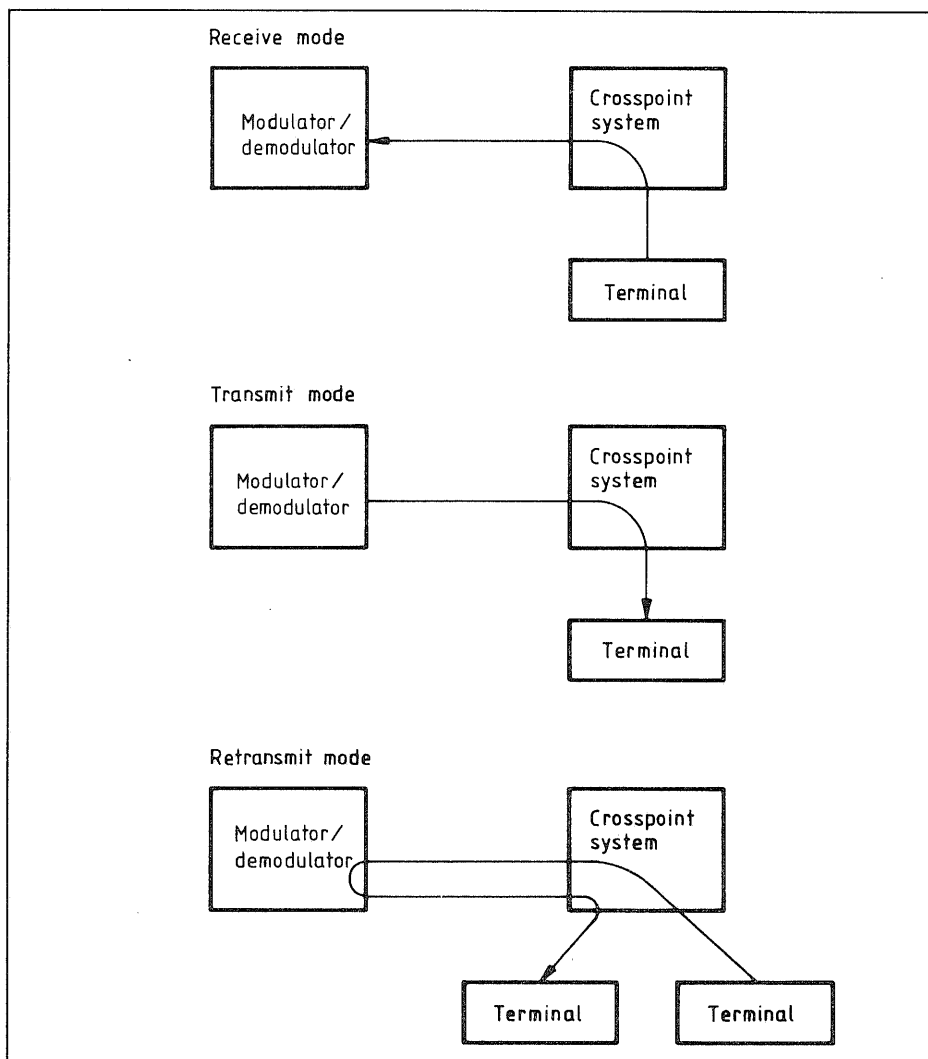 Receive mode
Modulator/
demodulator
Crosspoint
system
Terminal
Transmit mode
Modulator/
demodulator
Crosspoint
system
Terminal
Retransmit mode
Modulator/
demodulator
Crosspoint
system
Terminal
Terminal